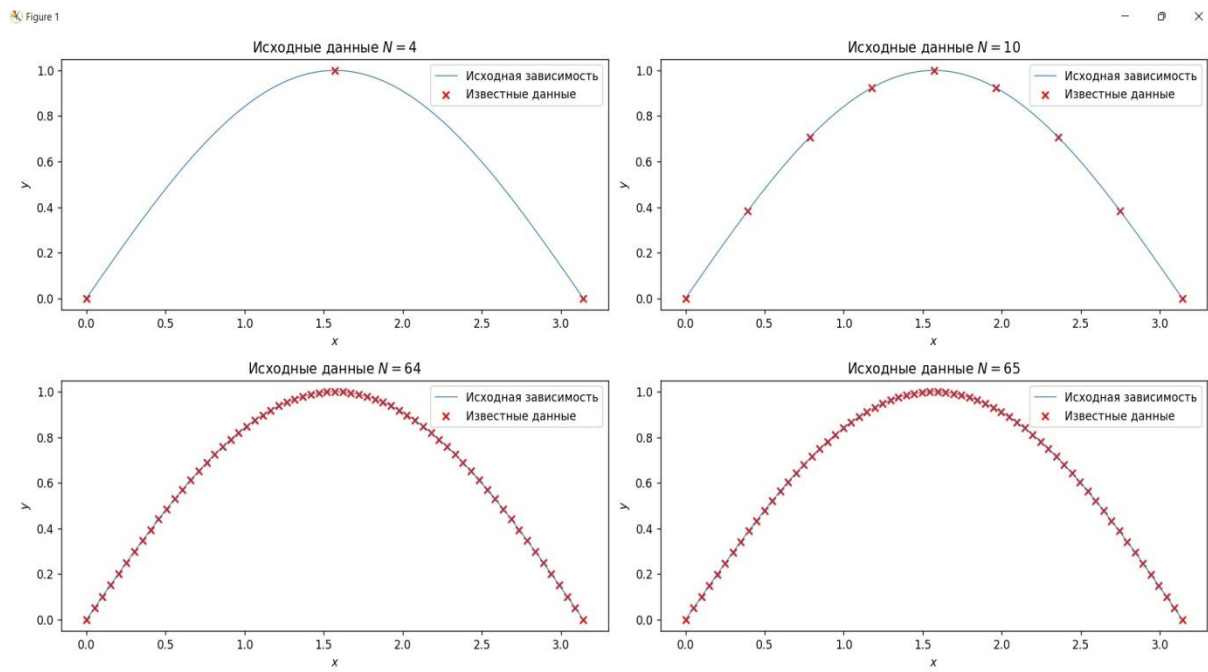 Figure 1
Исходные данные N = 4
Исходная зависимость
Известные данные
1.0
0.8
0.6
0.4
0.2
0.0
y
0.0 0.5 1.0 1.5 2.0 2.5 3.0
x
Исходные данные N = 10
Исходная зависимость
Известные данные
1.0
0.8
0.6
0.4
0.2
0.0
y
0.0 0.5 1.0 1.5 2.0 2.5 3.0
x
Исходные данные N = 64
Исходная зависимость
Известные данные
1.0
0.8
0.6
0.4
0.2
0.0
y
0.0 0.5 1.0 1.5 2.0 2.5 3.0
x
Исходные данные N = 65
Исходная зависимость
Известные данные
1.0
0.8
0.6
0.4
0.2
0.0
y
0.0 0.5 1.0 1.5 2.0 2.5 3.0
x